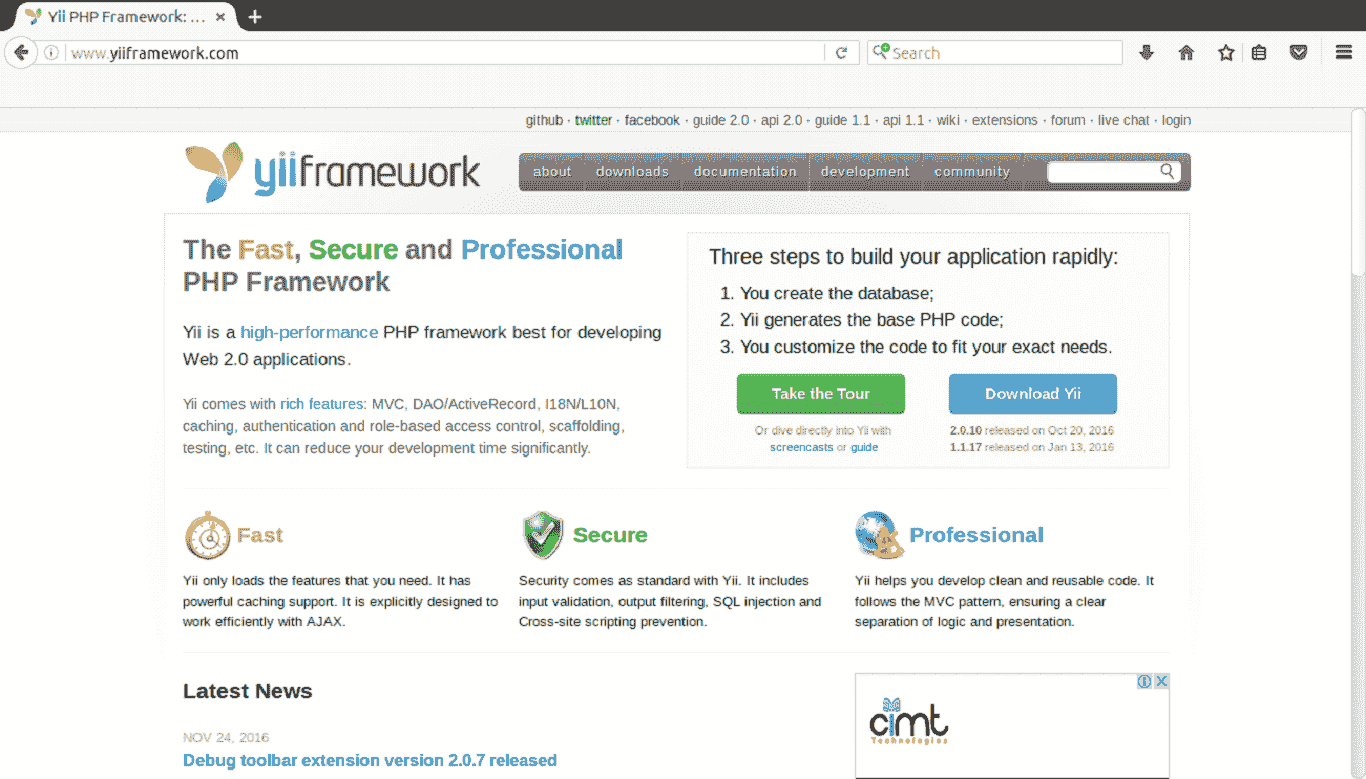 Yii PHP Framework: ...
www.yiiframework.com
Search
github · twitter · facebook · guide 2.0 · api 2.0 · guide 1.1 · api 1.1 · wiki · extensions · forum · live chat · login
yiiframework
about downloads documentation development community
The Fast, Secure and Professional
PHP Framework
Yii is a high-performance PHP framework best for developing
Web 2.0 applications.
Yii comes with rich features: MVC, DAO/ActiveRecord, I18N/L10N,
caching, authentication and role-based access control, scaffolding,
testing, etc. It can reduce your development time significantly.
Three steps to build your application rapidly:
1. You create the database;
2. Yii generates the base PHP code;
3. You customize the code to fit your exact needs.
Take the Tour
Download Yii
Or dive directly into Yii with
screencasts or guide
2.0.10 released on Oct 20, 2016
1.1.17 released on Jan 13, 2016
Fast
Yii only loads the features that you need. It has
powerful caching support. It is explicitly designed to
work efficiently with AJAX.
Secure
Security comes as standard with Yii. It includes
input validation, output filtering, SQL injection and
Cross-site scripting prevention.
Professional
Yii helps you develop clean and reusable code. It
follows the MVC pattern, ensuring a clear
separation of logic and presentation.
Latest News
NOV 24, 2016
Debug toolbar extension version 2.0.7 released
cimt
Technologies